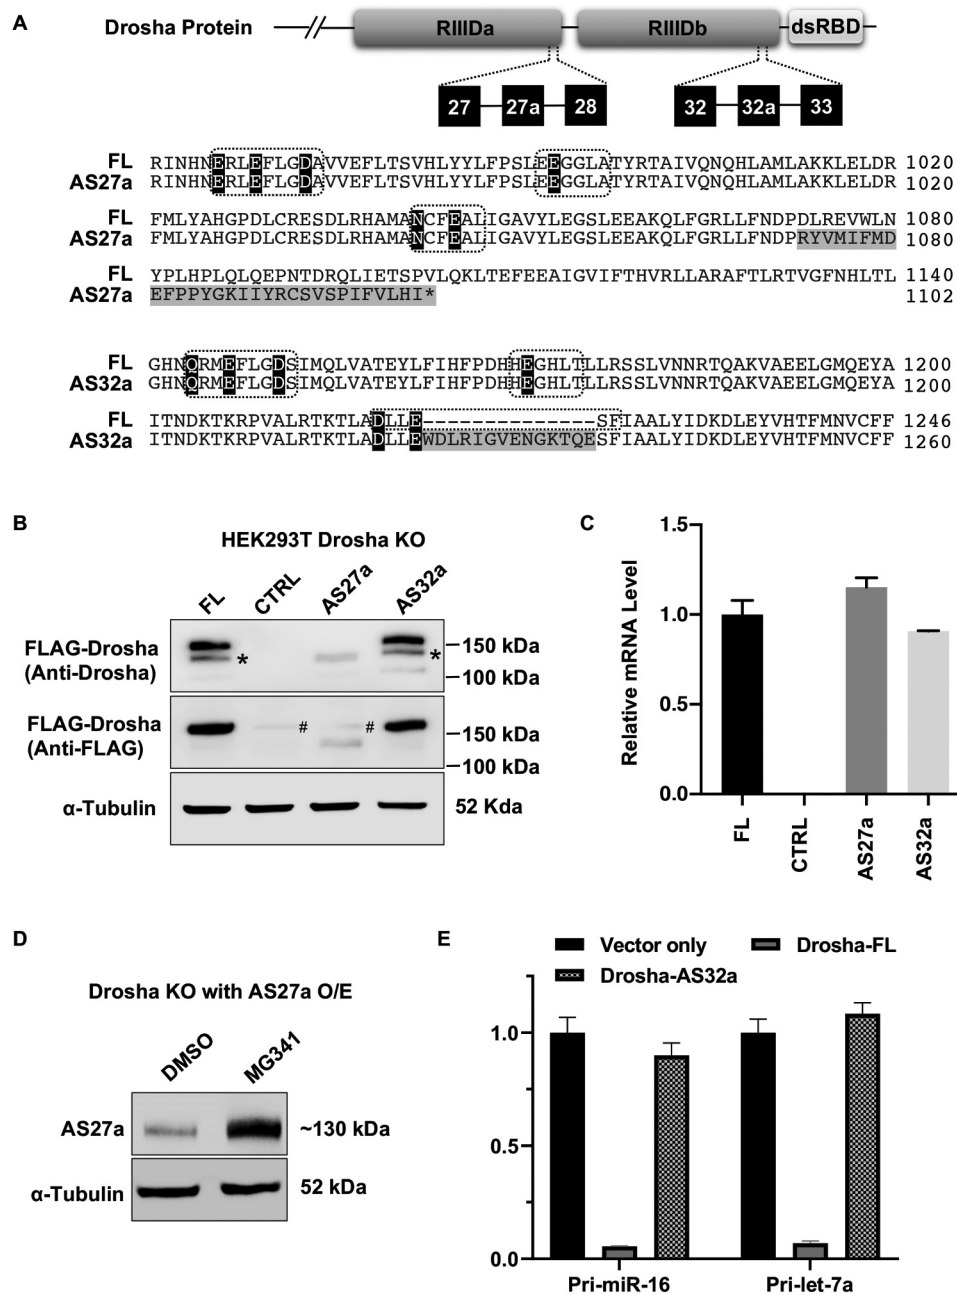 A
Drosha Protein
RIIIDa
RIIIDb
dsRBD
27
27a
28
32
32a
33
FL RINHNERLEFLGDAVVEFLTSVHLYYLFPSLEEGGLATYRTAIVQNQHLAMLAKKLELDR 1020
AS27a RINHNERLEFLGDAVVEFLTSVHLYYLFPSLEEGGLATYRTAIVQNQHLAMLAKKLELDR 1020
FL FMLYAHGPDLCRESDLRHAMANCFEALIGAVYLEGSLEEAKQLFGRLLFNDPDLREVWLN 1080
AS27a FMLYAHGPDLCRESDLRHAMANCFEALIGAVYLEGSLEEAKQLFGRLLFNDPRYVMIFMD 1080
FL YPLHPLQLQEPNTDRQLIETSPVLQKLTEFEEAIGVIFTHVRLLARAFTLRTVGFNHLTL 1140
AS27a EFPPYGKIIYRCSVSPIFVLHI* 1102
FL GHNQRMEFLGDSIMQLVATEYLFIHFPDHHEGHLTLLRSSLVNNRTQAKVAEELGMQEYA 1200
AS32a GHNQRMEFLGDSIMQLVATEYLFIHFPDHHEGHLTLLRSSLVNNRTQAKVAEELGMQEYA 1200
FL ITNDKTKRPVALRTKTLADLLE--------------SFIAALYIDKDLEYVHTFMNVCFF 1246
AS32a ITNDKTKRPVALRTKTLADLLEWDLRIGVENGKTQESFIAALYIDKDLEYVHTFMNVCFF 1260
B
HEK293T Drosha KO
FL
CTRL
AS27a
AS32a
FLAG-Drosha
(Anti-Drosha)
*
*
150 kDa
100 kDa
FLAG-Drosha
(Anti-FLAG)
#
#
150 kDa
100 kDa
α-Tubulin
52 Kda
C
Relative mRNA Level
1.5
1.0
0.5
0.0
FL
CTRL
AS27a
AS32a
D
Drosha KO with AS27a O/E
DMSO
MG341
AS27a
~130 kDa
α-Tubulin
52 kDa
E
Vector only
Drosha-FL
Drosha-AS32a
1.0
0.5
0.0
Pri-miR-16
Pri-let-7a